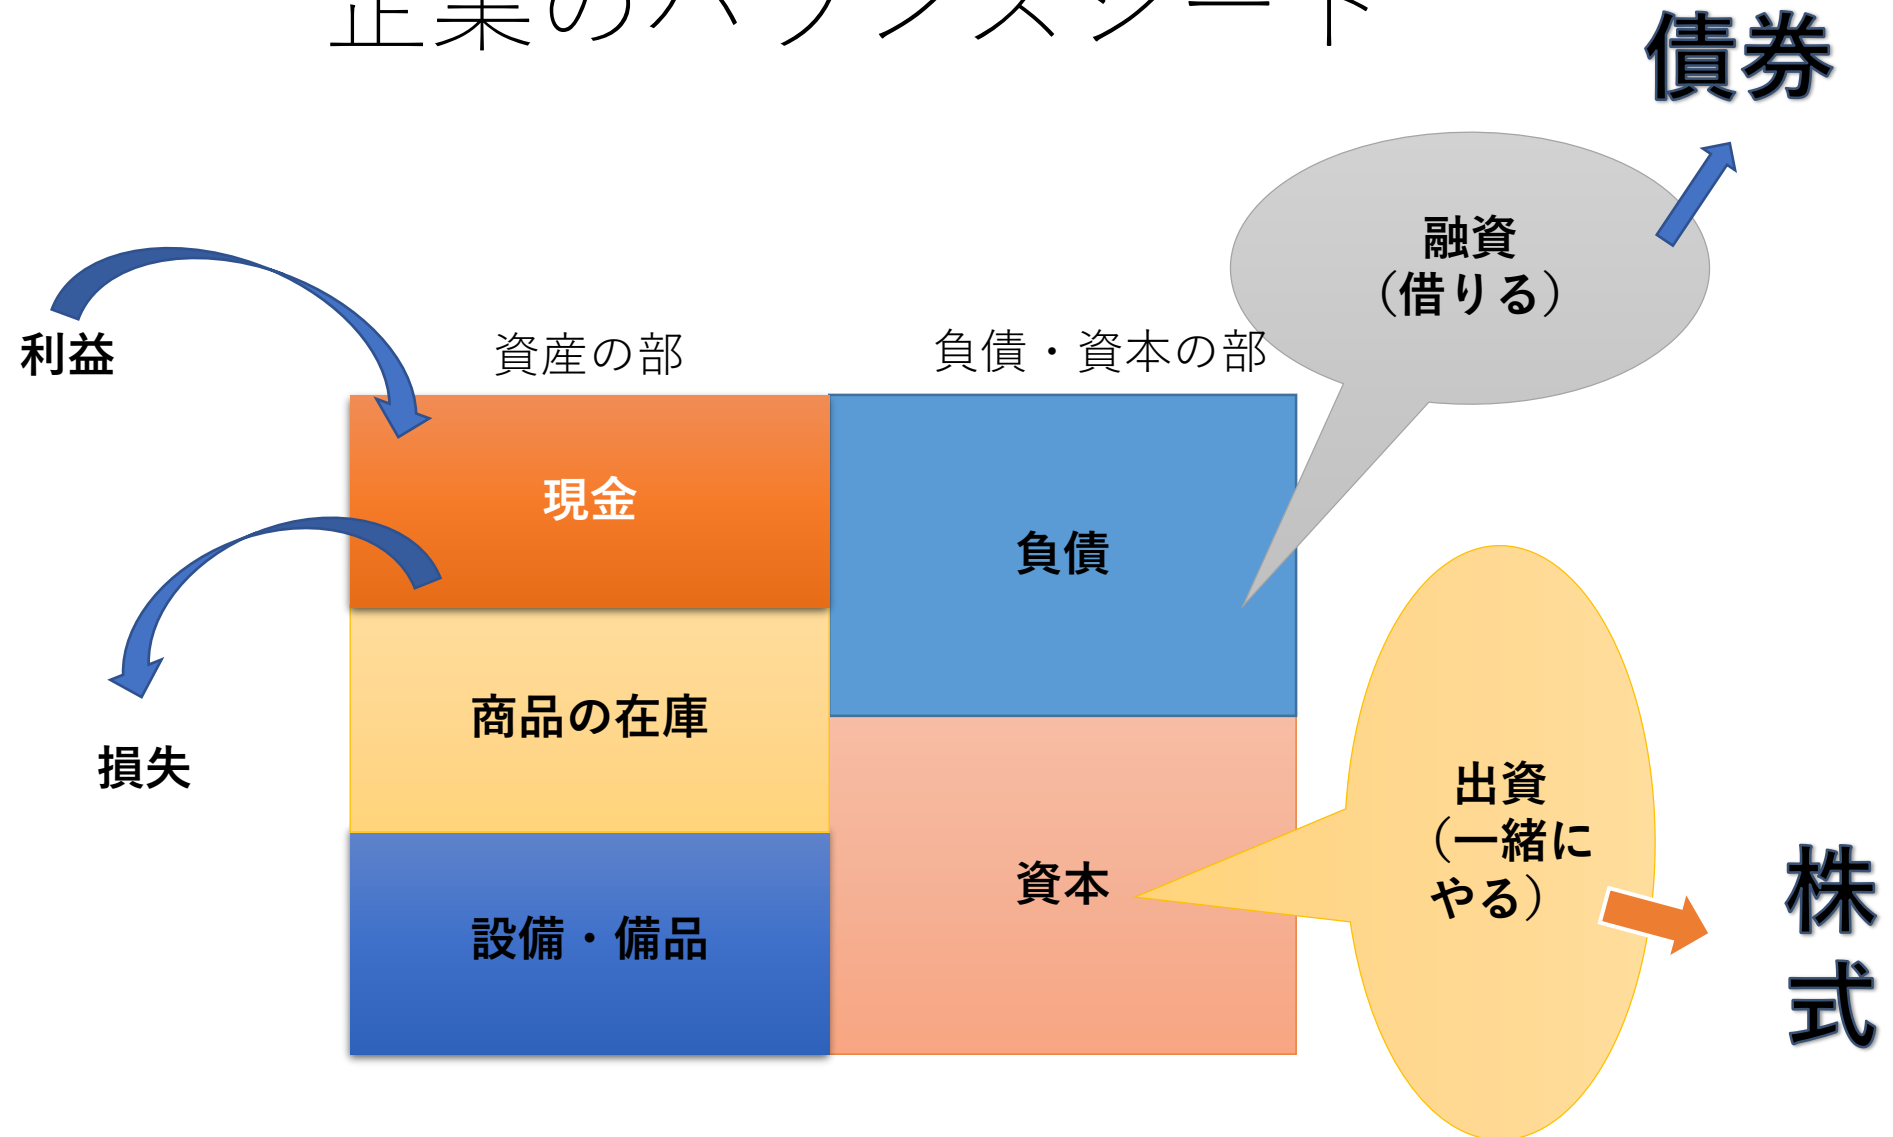 企業のバランスシート
債券
融資
（借りる）
利益
資産の部
負債・資本の部
現金
負債
商品の在庫
損失
出資
（一緒に
やる）
資本
設備・備品
株
式